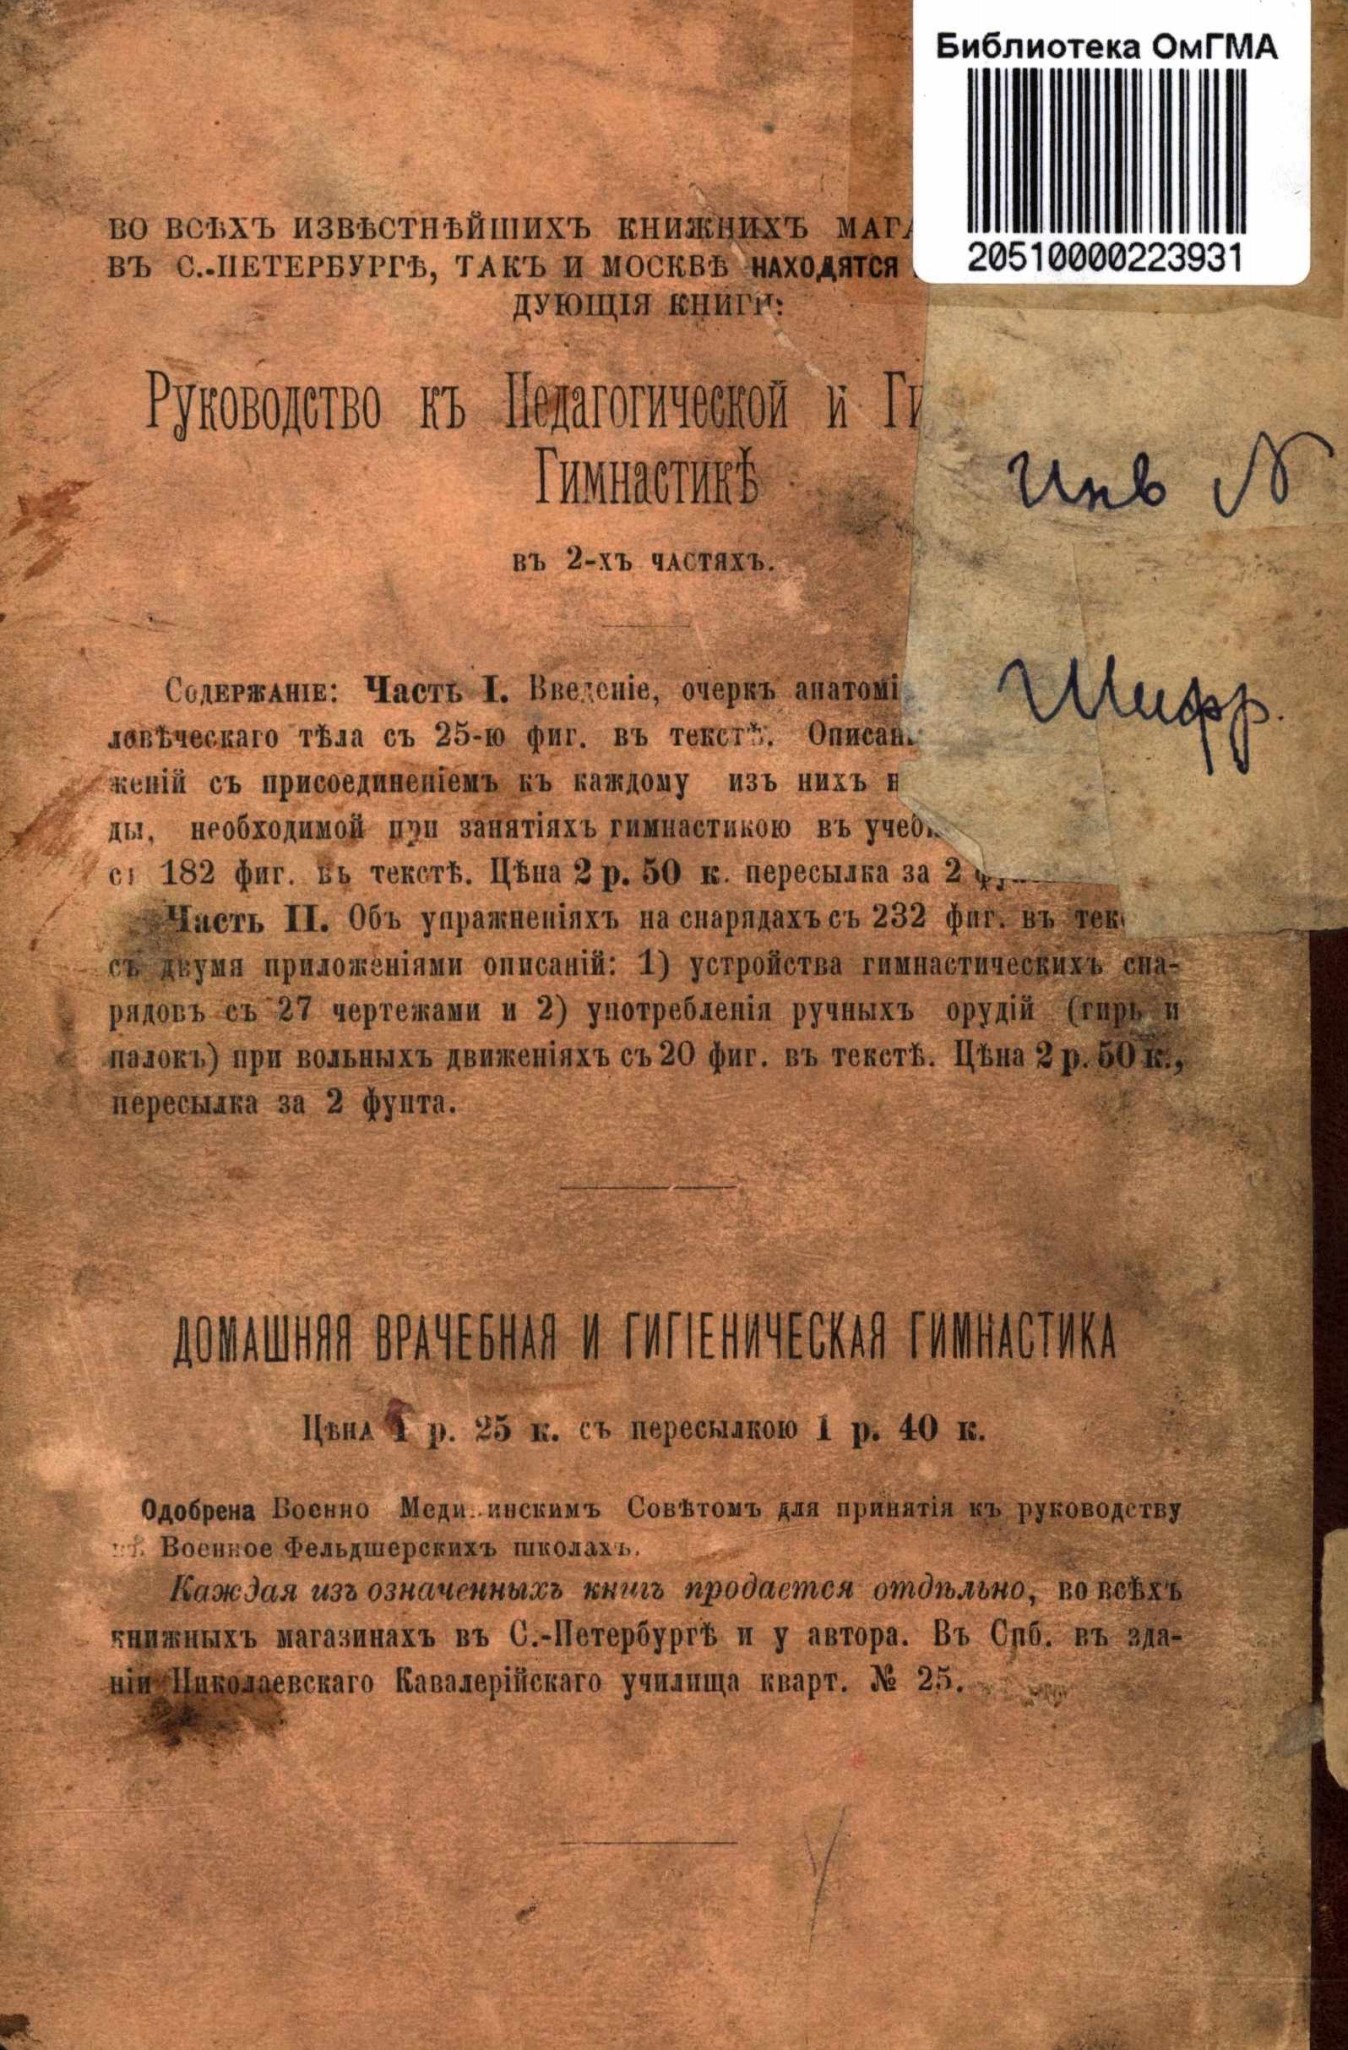 Библиотека ОмГМА
20510000223931
ВО ВСѢХЪ ИЗВѢСТНѢЙШИХЪ КНИЖНИХЪ
ВЪ С.-ПЕТЕРБУРГѢ, ТАКЪ И МОСКВѢ НАХОДЯТСЯ
ДУЮЩІЯ КНИГИ:
Руководство къ Педагогической и
Гимнастикѣ
въ 2-хъ частяхъ.
Инв N
Шифр.
Содержаніе: Часть I. Введеніе, очеркъ
ловѣческаго тѣла съ 25-ю фиг. въ текстѣ.
женій съ присоединеніемъ къ каждому изъ нихъ
ды, необходимой при занятіяхъ гимнастикою въ
съ 182 фиг. въ текстѣ. Цѣна 2 р. 50 к. пересылка за 2
Часть II. Объ упражненіяхъ на снарядахъ съ 232 фиг. въ
съ двумя приложеніями описаній: 1) устройства гимнастическихъ сна-
рядовъ съ 27 чертежами и 2) употребленія ручныхъ орудій (гирь и
палокъ) при вольныхъ движеніяхъ съ 20 фиг. въ текстѣ. Цѣна 2 р. 50 к.,
пересылка за 2 фунта.
ДОМАШНЯЯ ВРАЧЕБНАЯ И ГИГІЕНИЧЕСКАЯ ГИМНАСТИКА
Цѣна 1 р. 25 к. съ пересылкою 1 р. 40 к.
Одобрена Военно Медицинскимъ Совѣтомъ для принятія къ руководству
въ Военное Фельдшерскихъ школахъ.
Каждая изъ означенныхъ книгъ продается отдѣльно, во всѣхъ
книжныхъ магазинахъ въ С.-Петербургѣ и у автора. Въ Спб. въ зда-
ніи Николаевскаго Кавалерійскаго училища кварт. № 25.